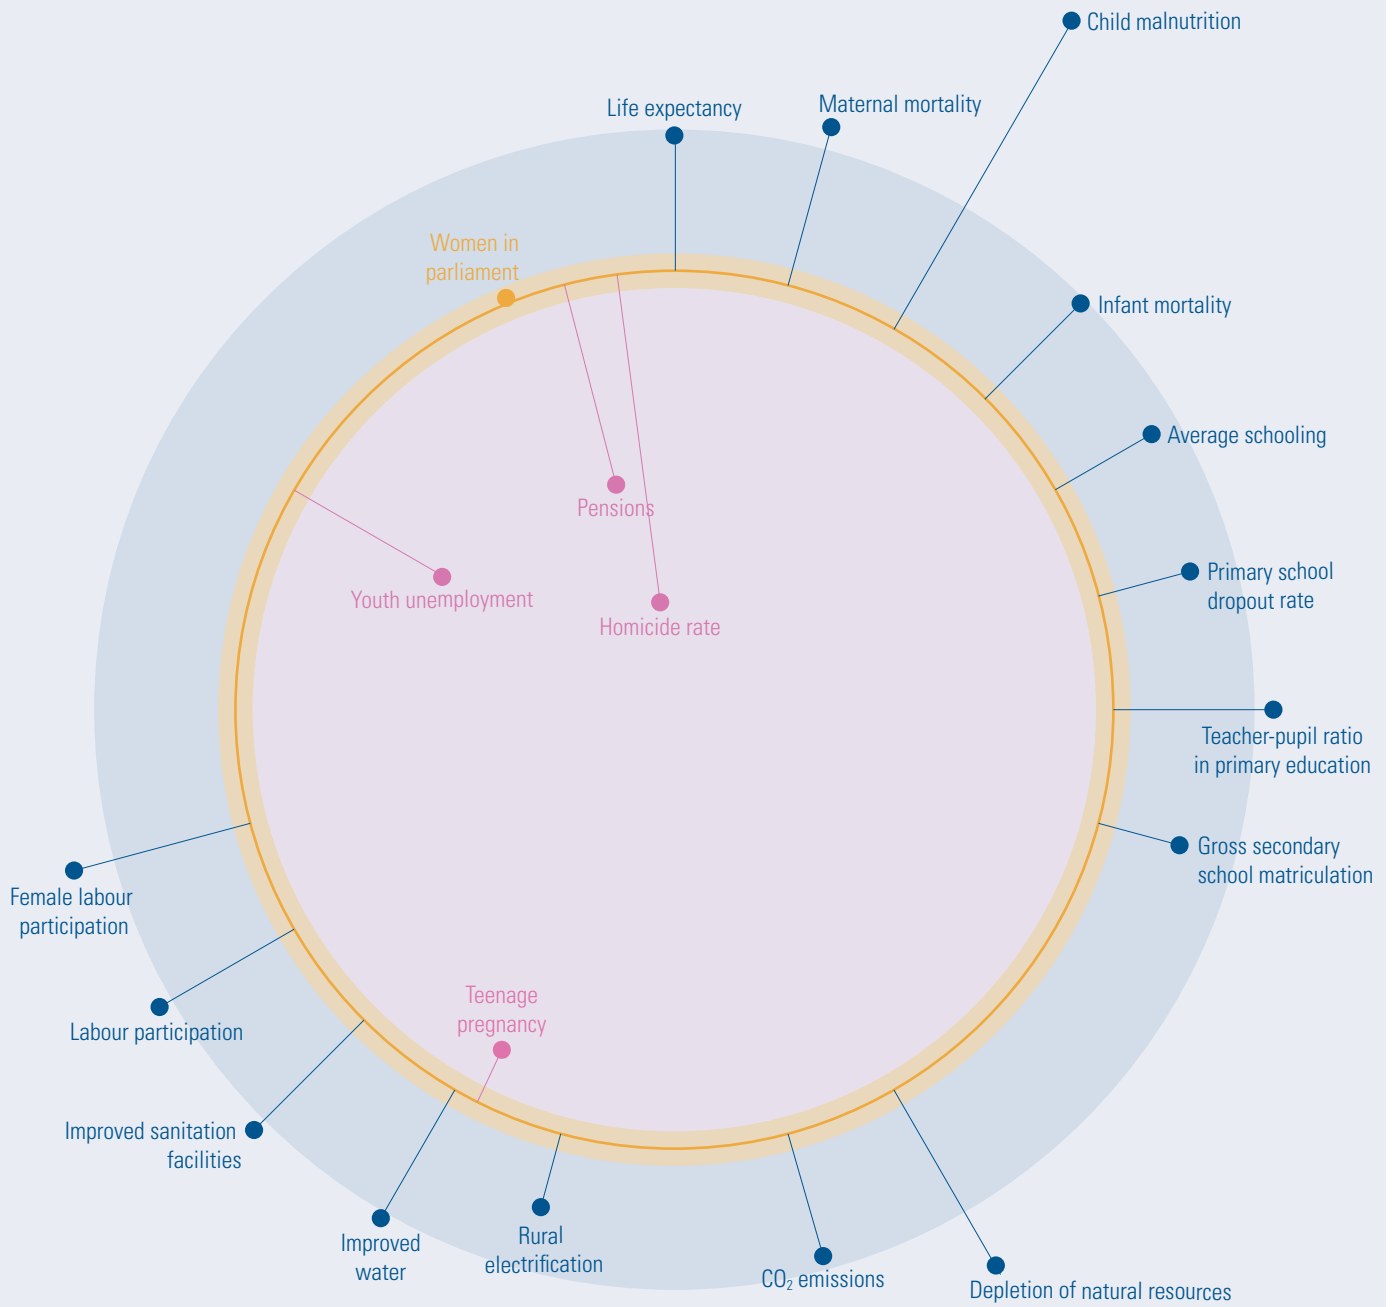 Child malnutrition
Life expectancy
Maternal mortality
Women in
parliament
Infant mortality
Average schooling
Pensions
Primary school
dropout rate
Youth unemployment
Homicide rate
Teacher-pupil ratio
in primary education
Gross secondary
school matriculation
Female labour
participation
Teenage
pregnancy
Labour participation
Improved sanitation
facilities
Improved
water
Rural
electrification
CO₂ emissions
Depletion of natural resources